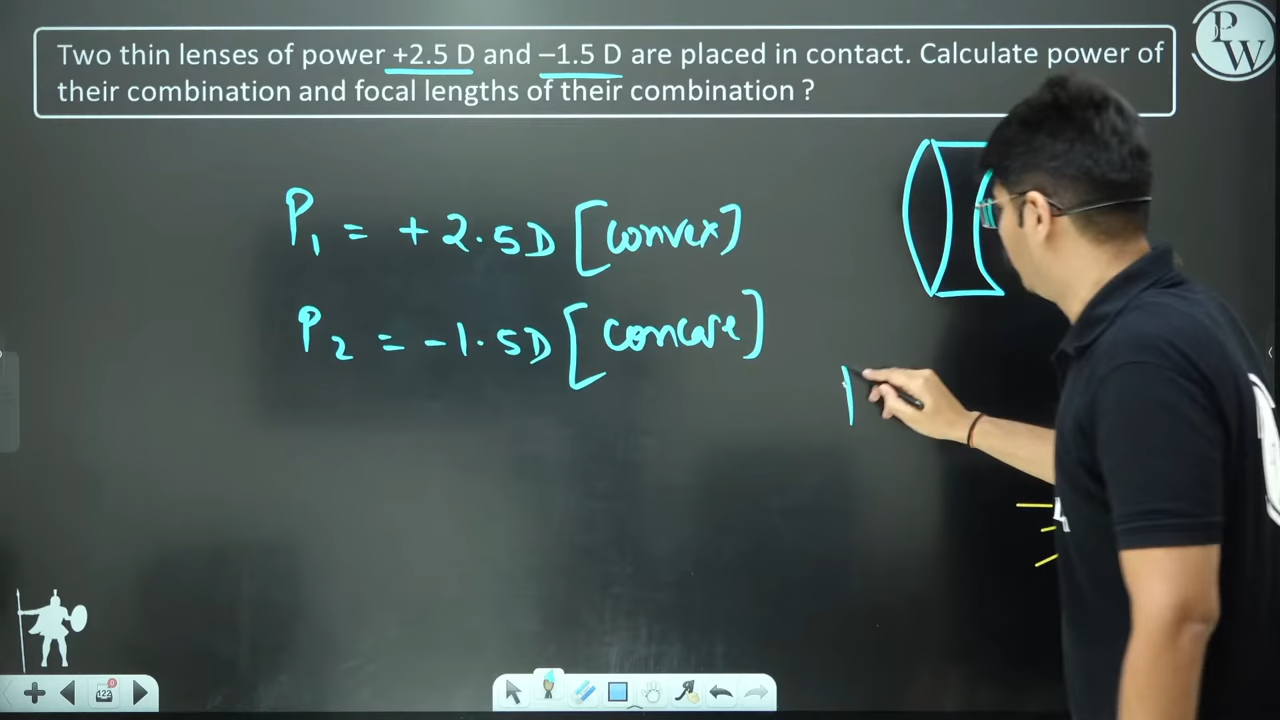 Two thin lenses of power +2.5 D and –1.5 D are placed in contact. Calculate power of
their combination and focal lengths of their combination ?
P W
P₁ = + 2.5D [convex]
P₂ = -1.5D [concave]